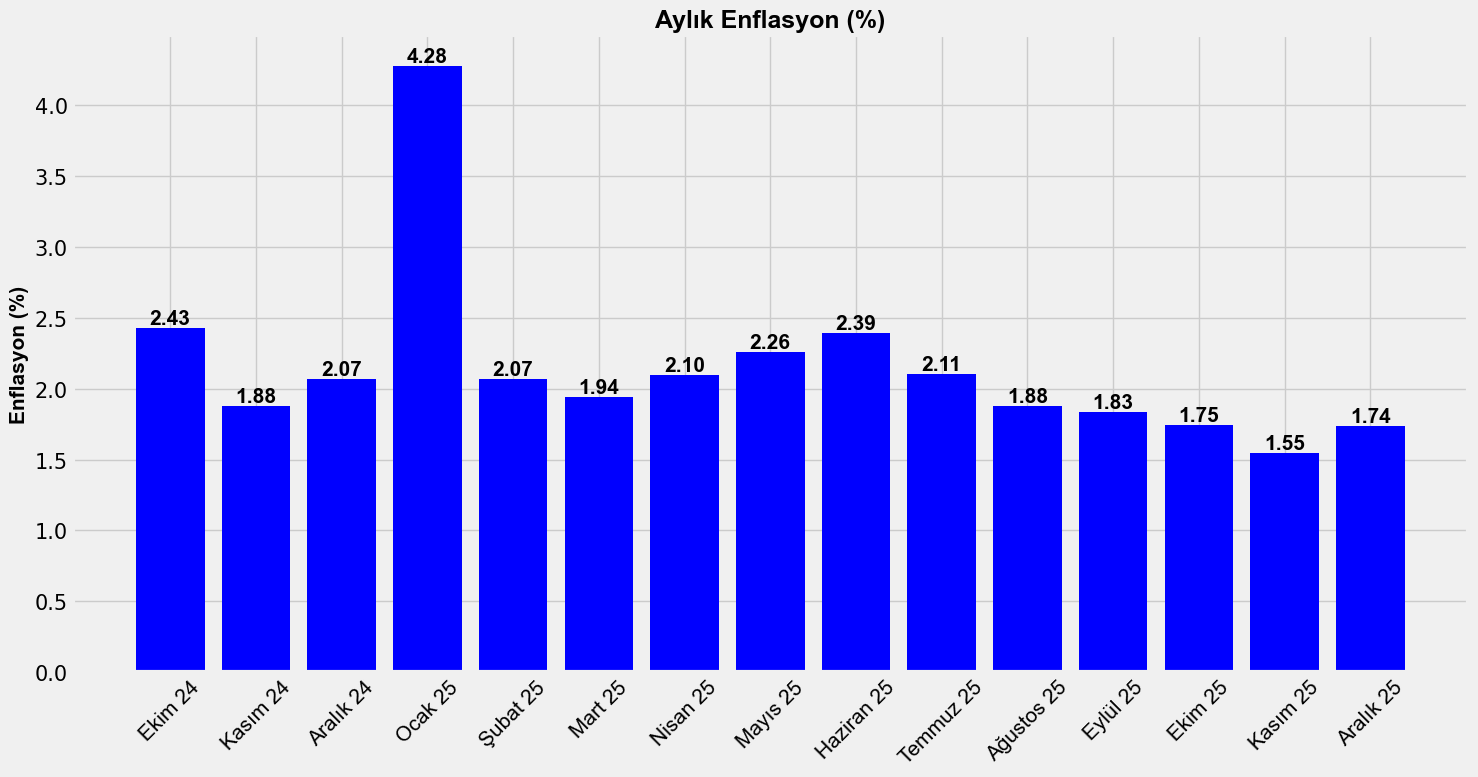 Aylık Enflasyon (%)
Enflasyon (%)
4.0
3.5
3.0
2.5
2.0
1.5
1.0
0.5
0.0
2.43
1.88
2.07
4.28
2.07
1.94
2.10
2.26
2.39
2.11
1.88
1.83
1.75
1.55
1.74
Ekim 24
Kasım 24
Aralık 24
Ocak 25
Şubat 25
Mart 25
Nisan 25
Mayıs 25
Haziran 25
Temmuz 25
Ağustos 25
Eylül 25
Ekim 25
Kasım 25
Aralık 25